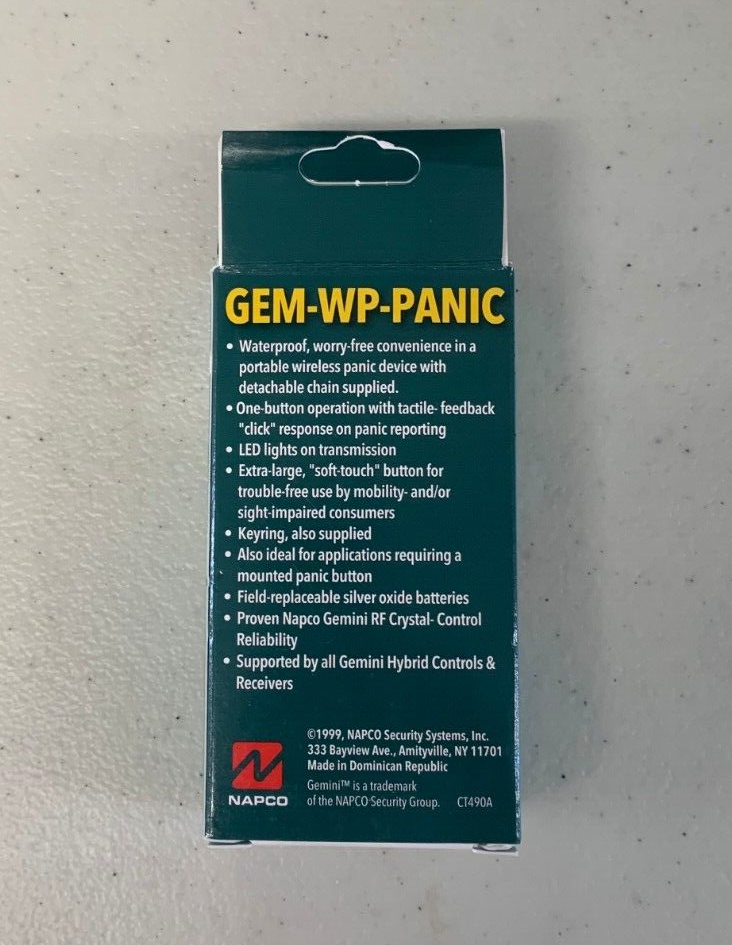 GEM-WP-PANIC
• Waterproof, worry-free convenience in a
portable wireless panic device with
detachable chain supplied.
• One-button operation with tactile- feedback
"click" response on panic reporting
• LED lights on transmission
• Extra-large, "soft-touch" button for
trouble-free use by mobility- and/or
sight-impaired consumers
• Keyring, also supplied
• Also ideal for applications requiring a
mounted panic button
• Field-replaceable silver oxide batteries
• Proven Napco Gemini RF Crystal- Control
Reliability
• Supported by all Gemini Hybrid Controls &
Receivers
©1999, NAPCO Security Systems, Inc.
333 Bayview Ave., Amityville, NY 11701
Made in Dominican Republic
Gemini™ is a trademark
of the NAPCO Security Group. CT490A
NAPCO